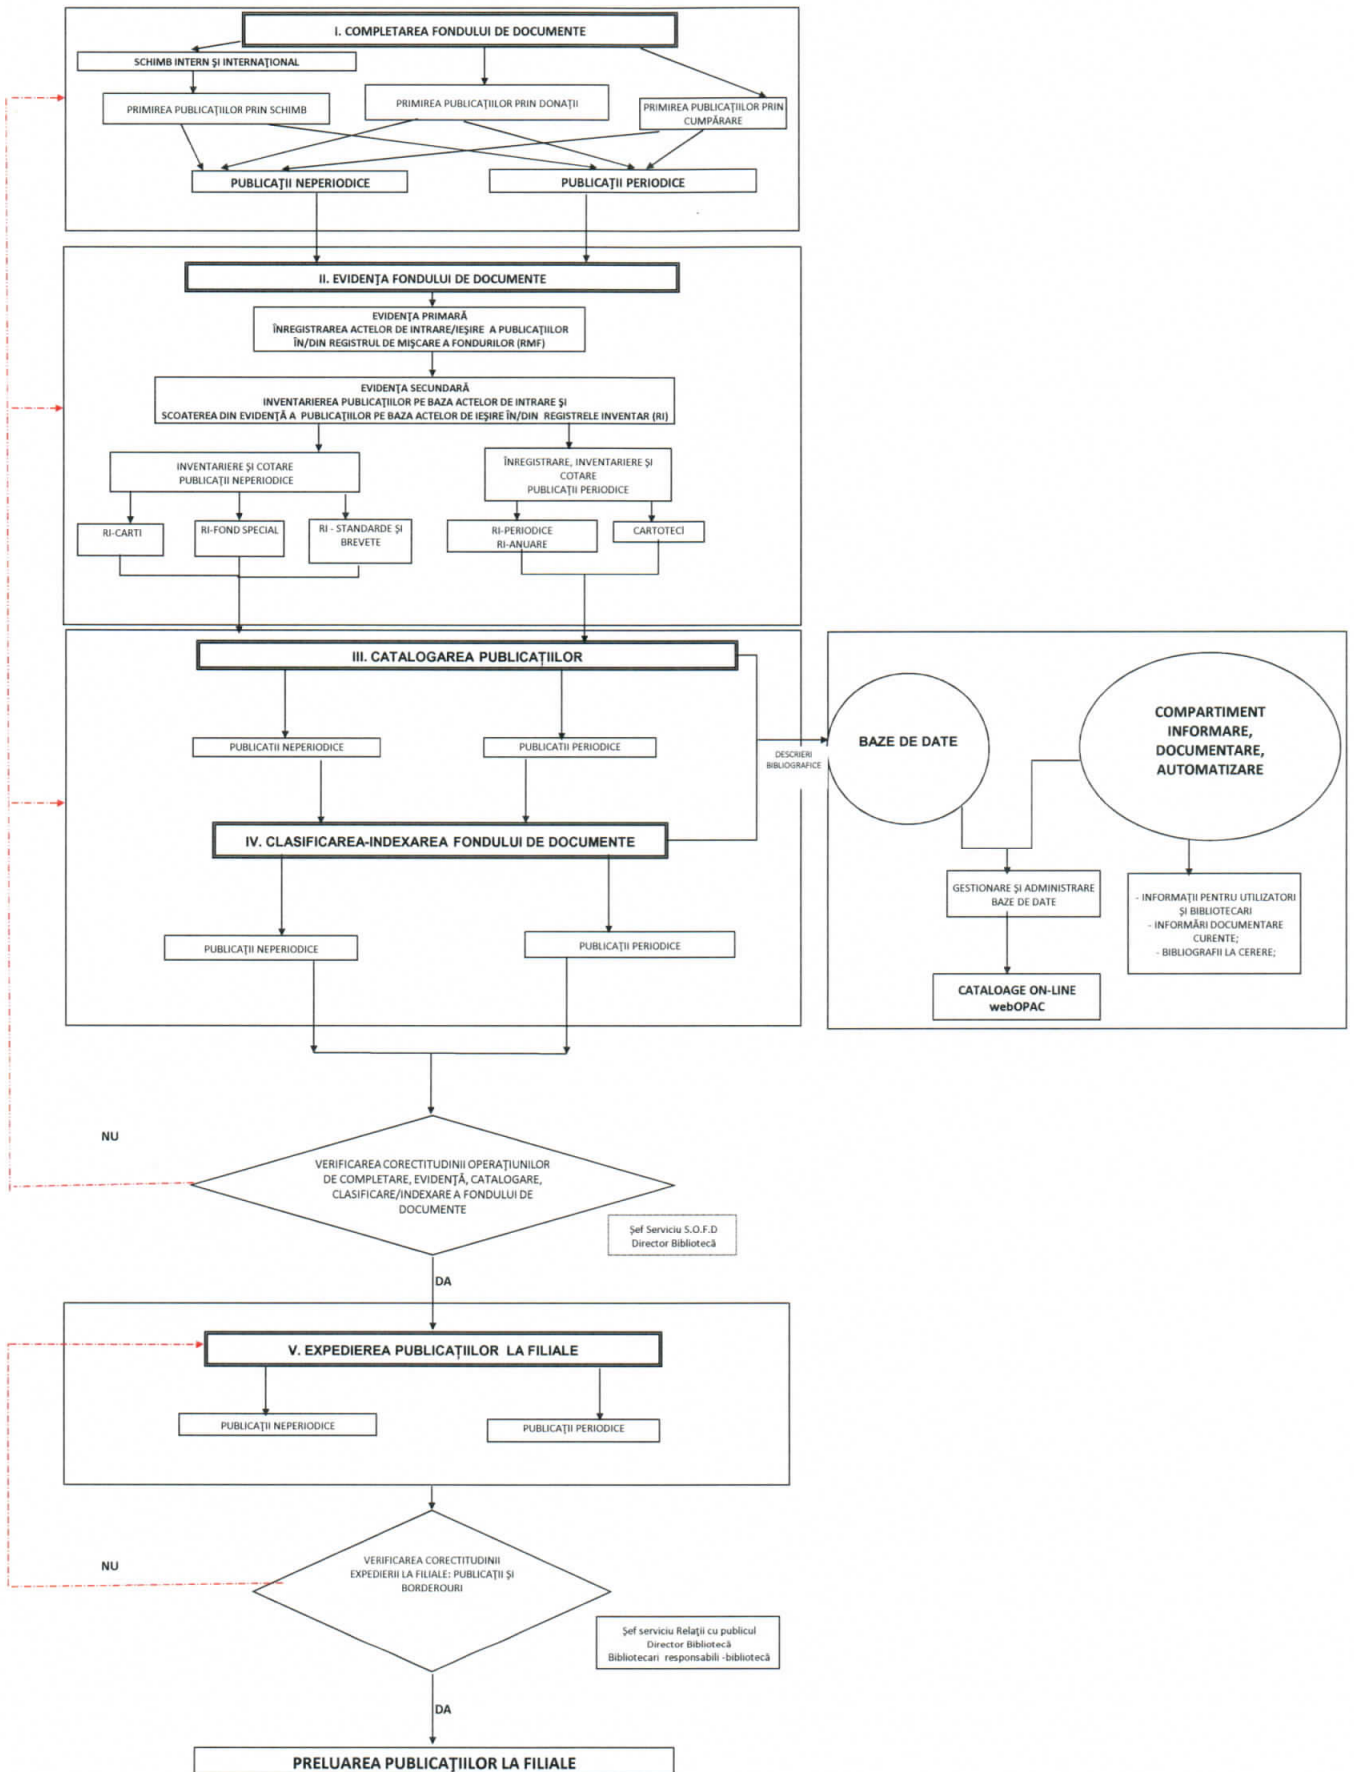 I. COMPLETAREA FONDULUI DE DOCUMENTE
SCHIMB INTERN ȘI INTERNAȚIONAL
PRIMIREA PUBLICAȚIILOR PRIN SCHIMB
PRIMIREA PUBLICAȚIILOR PRIN DONAȚII
PRIMIREA PUBLICAȚIILOR PRIN
CUMPĂRARE
PUBLICAȚII NEPERIODICE
PUBLICAȚII PERIODICE
II. EVIDENȚA FONDULUI DE DOCUMENTE
EVIDENȚA PRIMARĂ
ÎNREGISTRAREA ACTELOR DE INTRARE/IEȘIRE A PUBLICAȚIILOR
ÎN/DIN REGISTRUL DE MIȘCARE A FONDURILOR (RMF)
EVIDENȚA SECUNDARĂ
INVENTARIEREA PUBLICAȚIILOR PE BAZA ACTELOR DE INTRARE ȘI
SCOATEREA DIN EVIDENȚĂ A PUBLICAȚIILOR PE BAZA ACTELOR DE IEȘIRE ÎN/DIN REGISTRELE INVENTAR (RI)
INVENTARIERE ȘI COTARE
PUBLICAȚII NEPERIODICE
ÎNREGISTRARE, INVENTARIERE ȘI
COTARE
PUBLICAȚII PERIODICE
RI-CARTI
RI-FOND SPECIAL
RI - STANDARDE ȘI
BREVETE
RI-PERIODICE
RI-ANUARE
CARTOTECI
III. CATALOGAREA PUBLICAȚIILOR
PUBLICATII NEPERIODICE
PUBLICATII PERIODICE
DESCRIERI
BIBLIOGRAFICE
BAZE DE DATE
COMPARTIMENT
INFORMARE,
DOCUMENTARE,
AUTOMATIZARE
IV. CLASIFICAREA-INDEXAREA FONDULUI DE DOCUMENTE
GESTIONARE ȘI ADMINISTRARE
BAZE DE DATE
- INFORMAȚII PENTRU UTILIZATORI
ȘI BIBLIOTECARI
- INFORMĂRI DOCUMENTARE
CURENTE;
- BIBLIOGRAFII LA CERERE;
PUBLICAȚII NEPERIODICE
PUBLICAȚII PERIODICE
CATALOAGE ON-LINE
webOPAC
NU
VERIFICAREA CORECTITUDINII OPERAȚIUNILOR
DE COMPLETARE, EVIDENȚĂ, CATALOGARE,
CLASIFICARE/INDEXARE A FONDULUI DE
DOCUMENTE
Șef Serviciu S.O.F.D
Director Bibliotecă
DA
V. EXPEDIEREA PUBLICAȚIILOR LA FILIALE
PUBLICAȚII NEPERIODICE
PUBLICAȚII PERIODICE
NU
VERIFICAREA CORECTITUDINII
EXPEDIERII LA FILIALE: PUBLICAȚII ȘI
BORDEROURI
Șef serviciu Relații cu publicul
Director Bibliotecă
Bibliotecari responsabili -bibliotecă
DA
PRELUAREA PUBLICAȚIILOR LA FILIALE